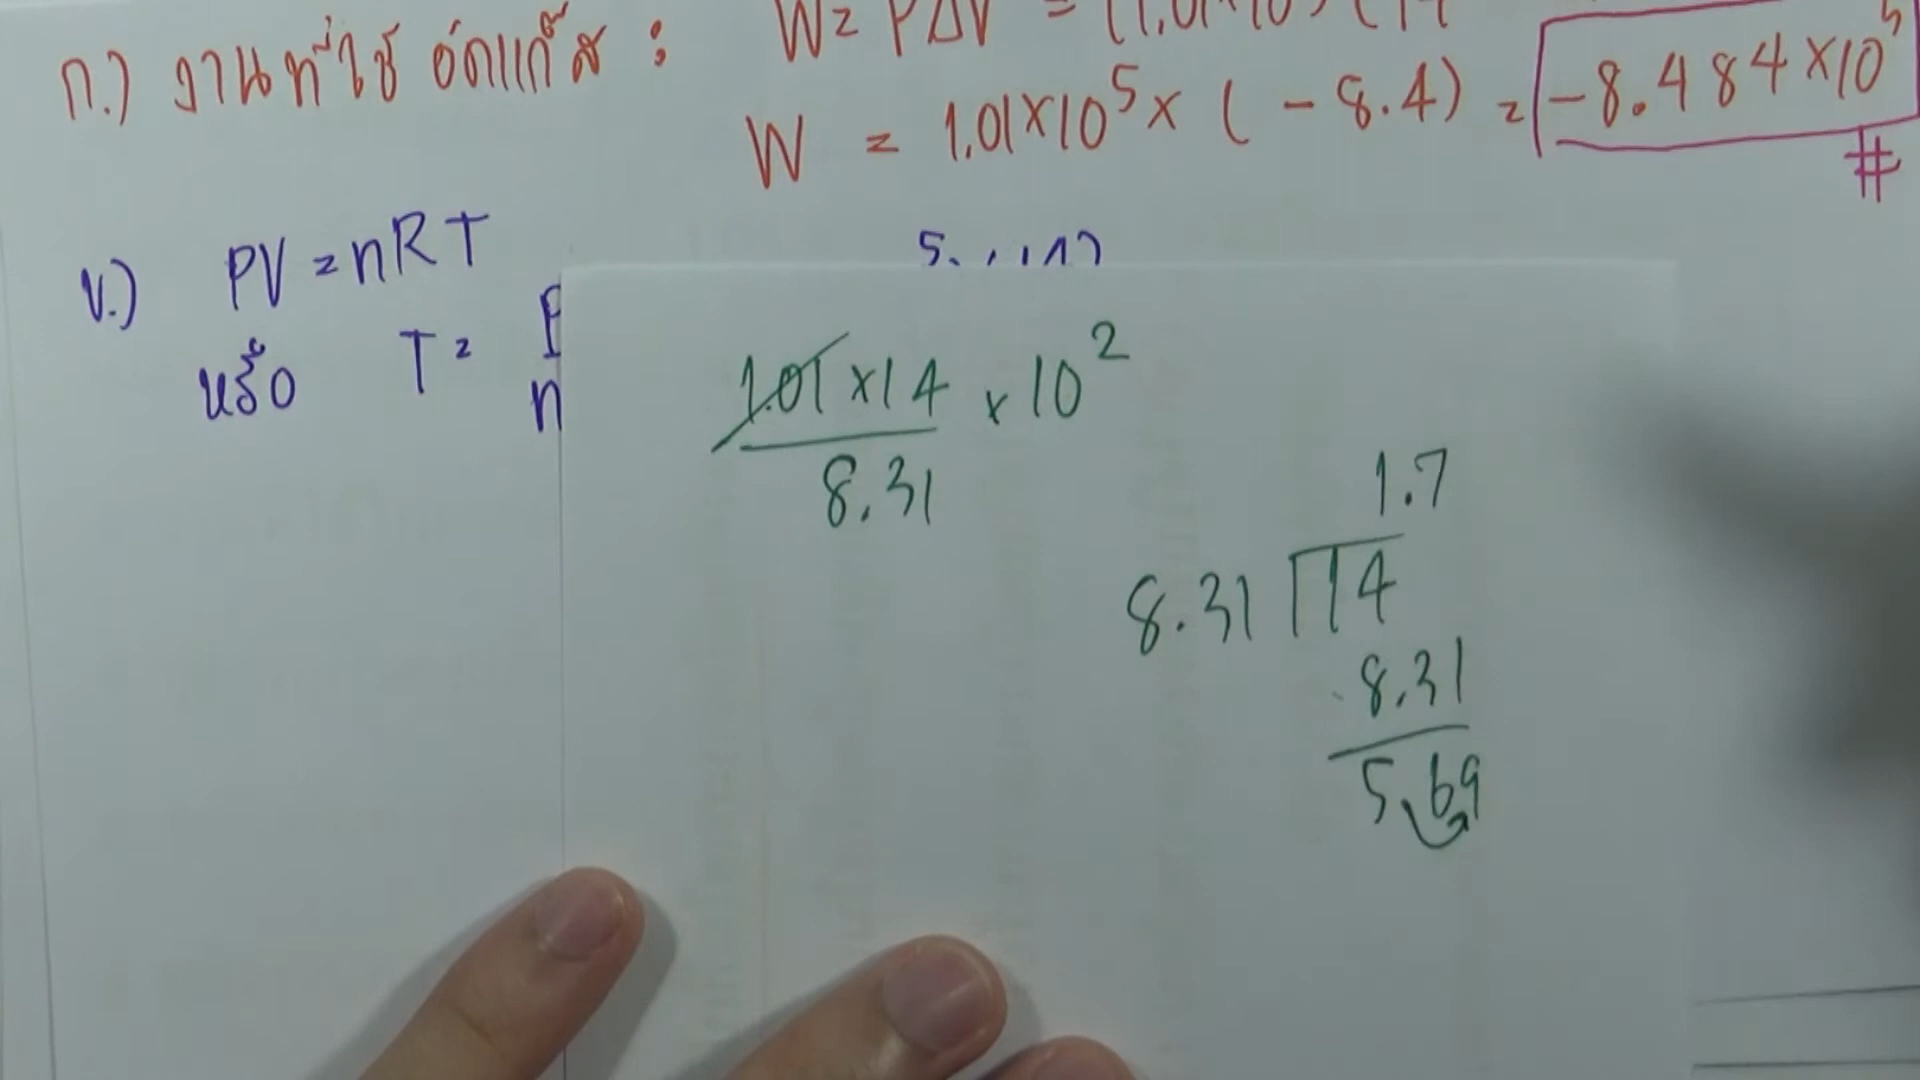 ก.) งานที่ใช้ อัดแก๊ส : W = PΔV =
W = 1.01×10⁵ × ( - 8.4) = -8.484×10⁵
#
ข.) PV = nRT
หรือ T =
n
1.01 × 14 × 10²
8.31
1.7
8.31 14
8.31
5.69